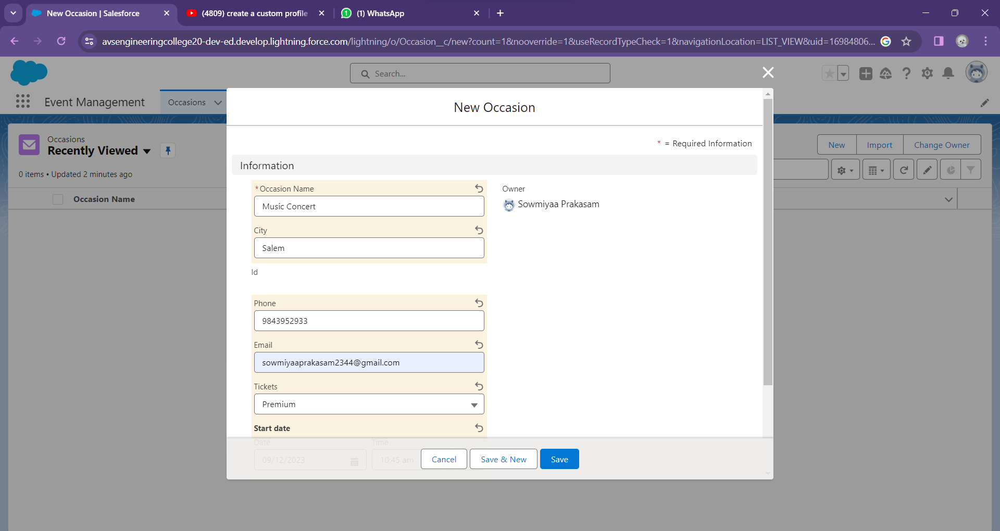 New Occasion | Salesforce
(4809) create a custom profile
(1) WhatsApp
avsengineeringcollege20-dev-ed.develop.lightning.force.com/lightning/o/Occasion__c/new?count=1&nooverride=1&useRecordTypeCheck=1&navigationLocation=LIST_VIEW&uid=16984806...
Search...
Event Management
Occasions
New Occasion
* = Required Information
Occasions
Recently Viewed
0 items • Updated 2 minutes ago
New
Import
Change Owner
Occasion Name
Information
*Occasion Name
Music Concert
Owner
Sowmiyaa Prakasam
City
Salem
Id
Phone
9843952933
Email
sowmiyaaprakasam2344@gmail.com
Tickets
Premium
Start date
Date
Time
09/12/2023
10:45 am
Cancel
Save & New
Save